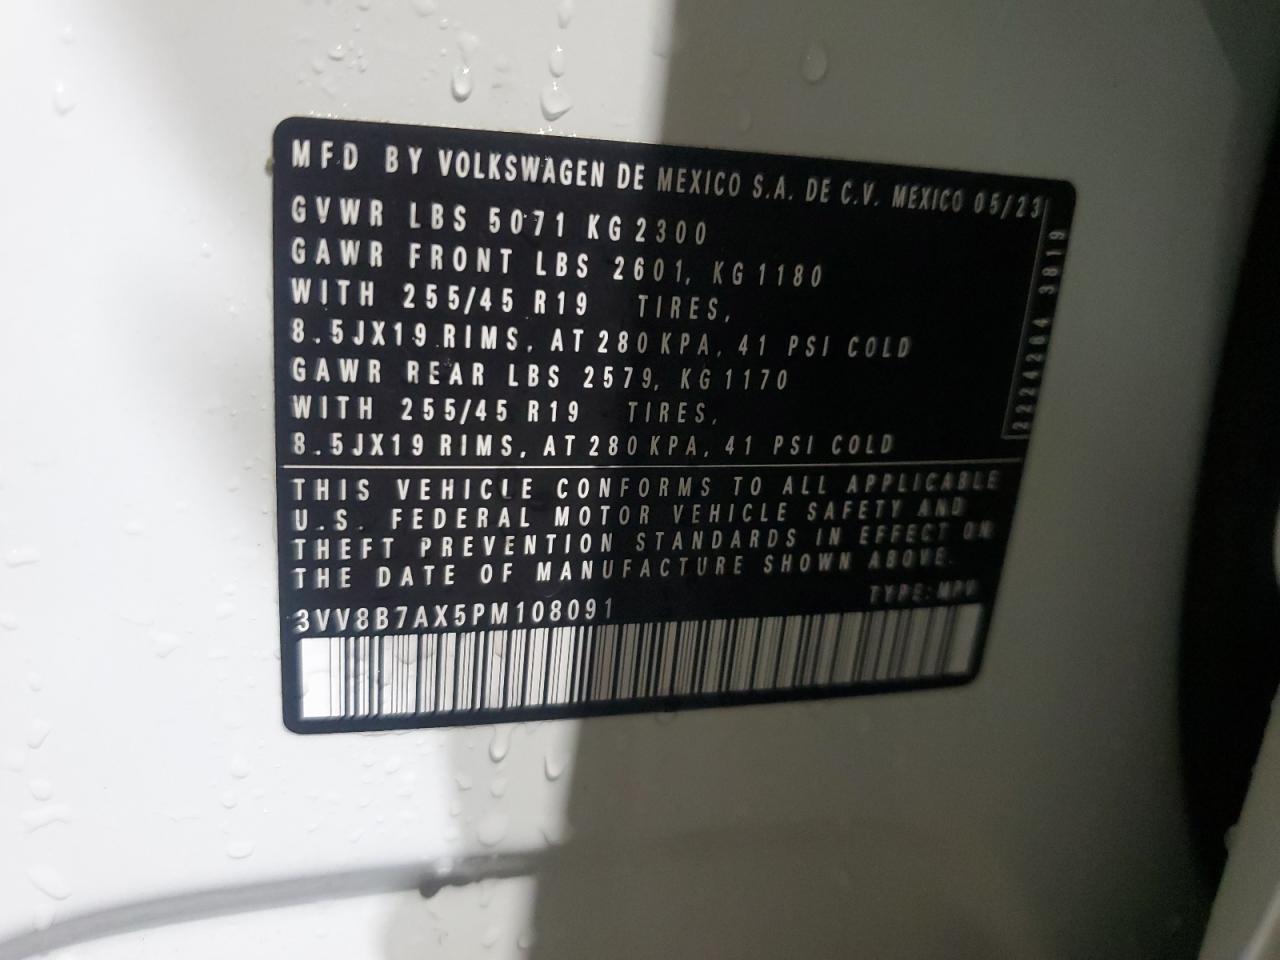 MFD BY VOLKSWAGEN DE MEXICO S.A. DE C.V. MEXICO 05/23
GVWR LBS 5071 KG 2300
GAWR FRONT LBS 2601, KG 1180
WITH 255/45 R19 TIRES,
8.5JX19 RIMS, AT 280 KPA, 41 PSI COLD
GAWR REAR LBS 2579, KG 1170
WITH 255/45 R19 TIRES,
8.5JX19 RIMS, AT 280 KPA, 41 PSI COLD
2224264 3819
THIS VEHICLE CONFORMS TO ALL APPLICABLE
U.S. FEDERAL MOTOR VEHICLE SAFETY AND
THEFT PREVENTION STANDARDS IN EFFECT ON
THE DATE OF MANUFACTURE SHOWN ABOVE.
TYPE: MPV
3VV8B7AX5PM108091